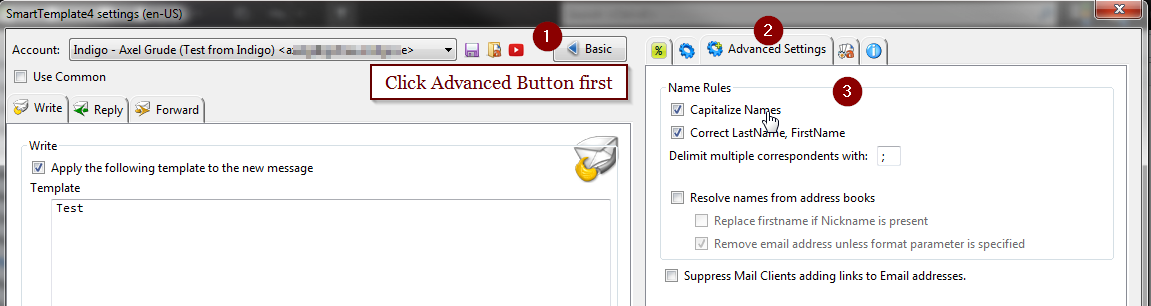 SmartTemplate4 settings (en-US)
Account: Indigo - Axel Grude (Test from Indigo) <a e>
1
Basic
2
% Advanced Settings
Click Advanced Button first
Use Common
3
Write Reply Forward
Name Rules
Capitalize Names
Correct LastName, FirstName
Delimit multiple correspondents with: ;
Resolve names from address books
Replace firstname if Nickname is present
Remove email address unless format parameter is specified
Suppress Mail Clients adding links to Email addresses.
Write
Apply the following template to the new message
Template
Test